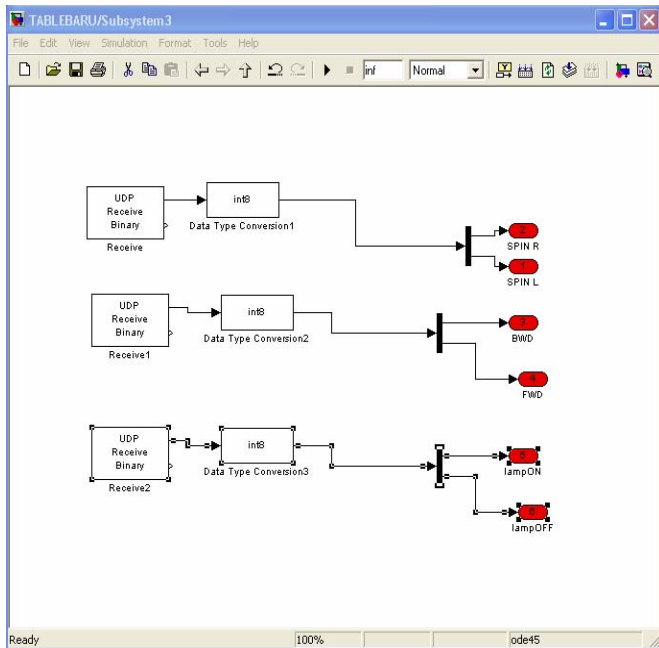 TABLEBARU/Subsystem3
File Edit View Simulation Format Tools Help
inf Normal
UDP
Receive
Binary
Receive
int8
Data Type Conversion1
2
SPIN R
1
SPIN L
UDP
Receive
Binary
Receive1
int8
Data Type Conversion2
3
BWD
4
FWD
UDP
Receive
Binary
Receive2
int8
Data Type Conversion3
5
lampON
6
lampOFF
Ready 100% ode45